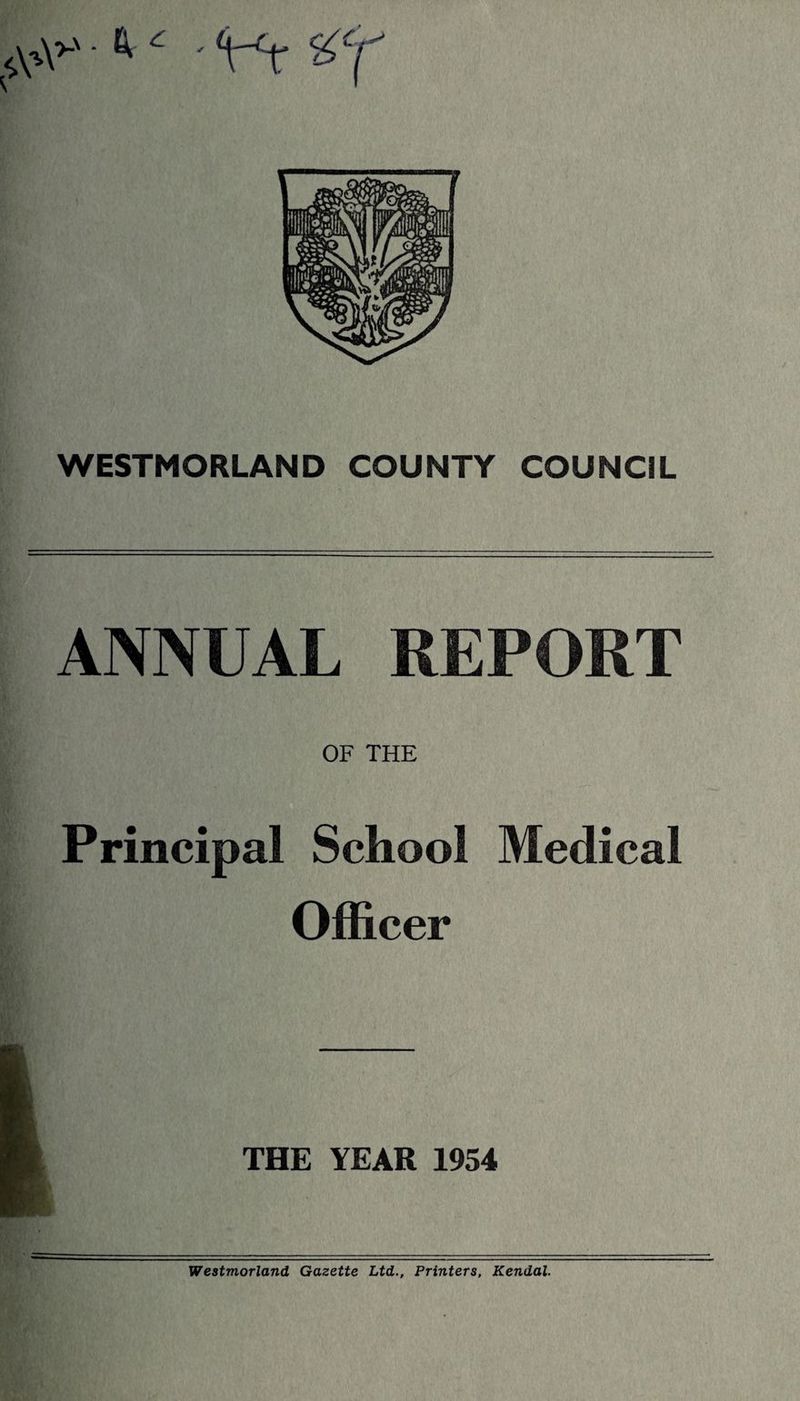 WESTMORLAND COUNTY COUNCIL
ANNUAL REPORT
OF THE
Principal School Medical
Officer
THE YEAR 1954
Westmorland Gazette Ltd., Printers, Kendal.